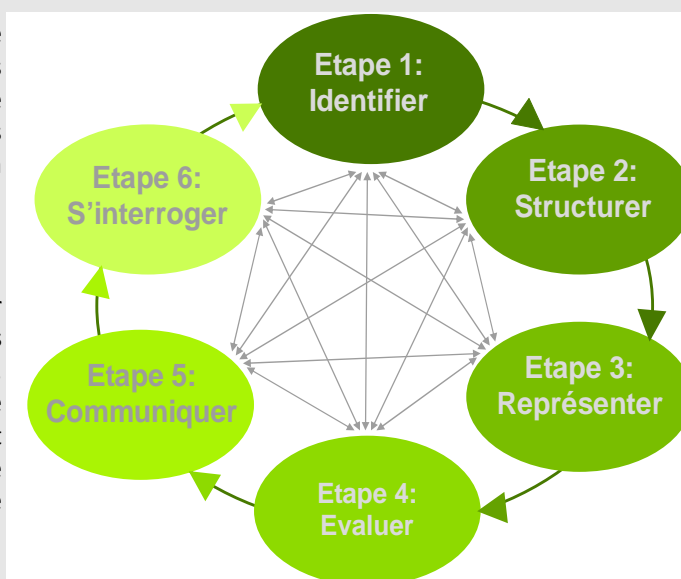 Etape 1:
Identifier
Etape 2:
Structurer
Etape 3:
Représenter
Etape 4:
Evaluer
Etape 5:
Communiquer
Etape 6:
S'interroger